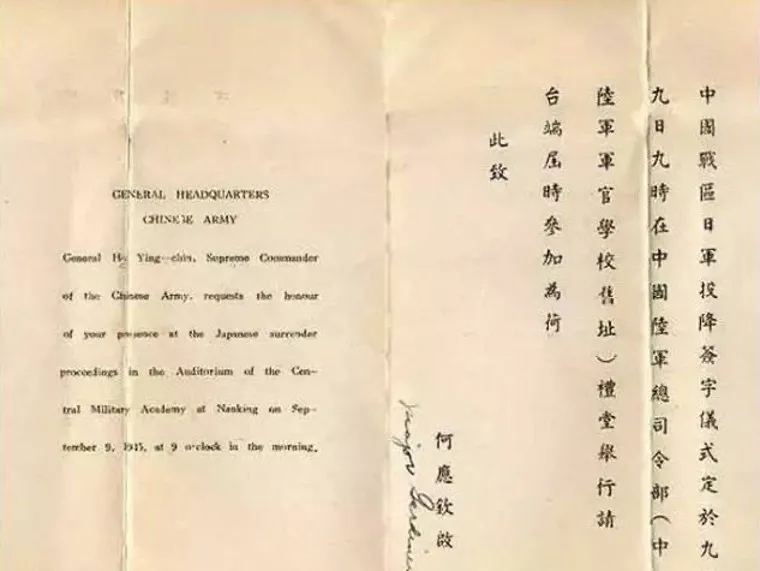 GENERAL HEADQUARTERS
CHINESE ARMY
General Ho Ying-chin, Supreme Commander
of the Chinese Army, requests the honour
of your presence at the Japanese surrender
proceedings in the Auditorium of the Cen-
tral Military Academy at Nanking on Sep-
tember 9, 1945, at 9 o'clock in the morning.
中國戰區日軍投降簽字儀式定於九
九日九時在中國陸軍總司令部(中
陸軍軍官學校舊址)禮堂舉行請
台端屆時參加為荷
此致
何應欽啟
Major